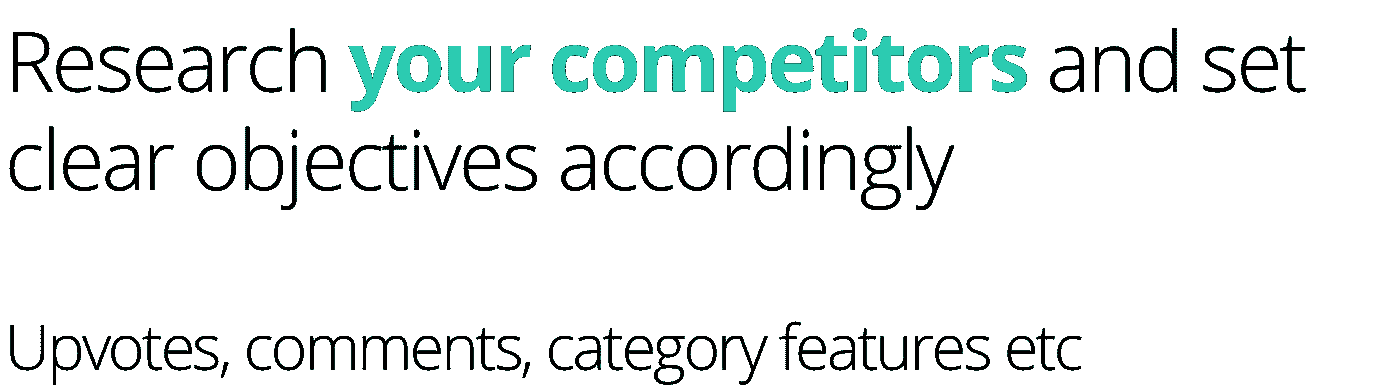 Research your competitors and set
clear objectives accordingly
Upvotes, comments, category features etc